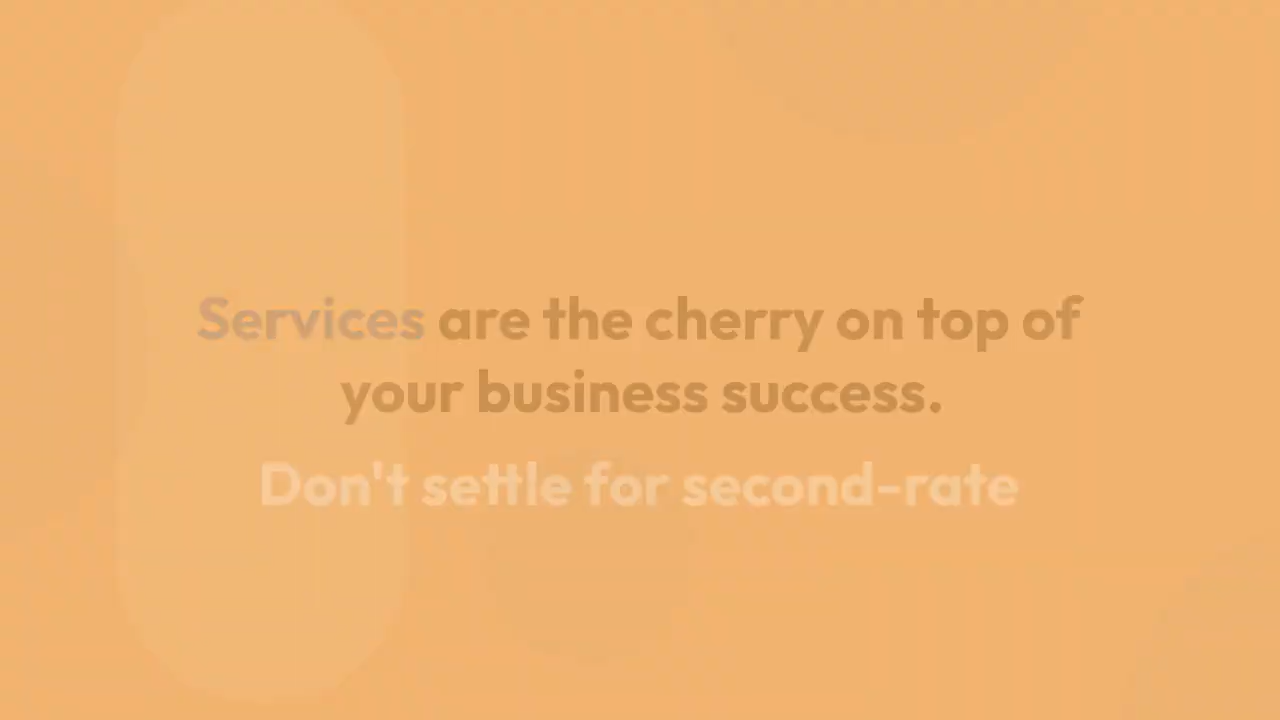 Services are the cherry on top of
your business success.
Don't settle for second-rate